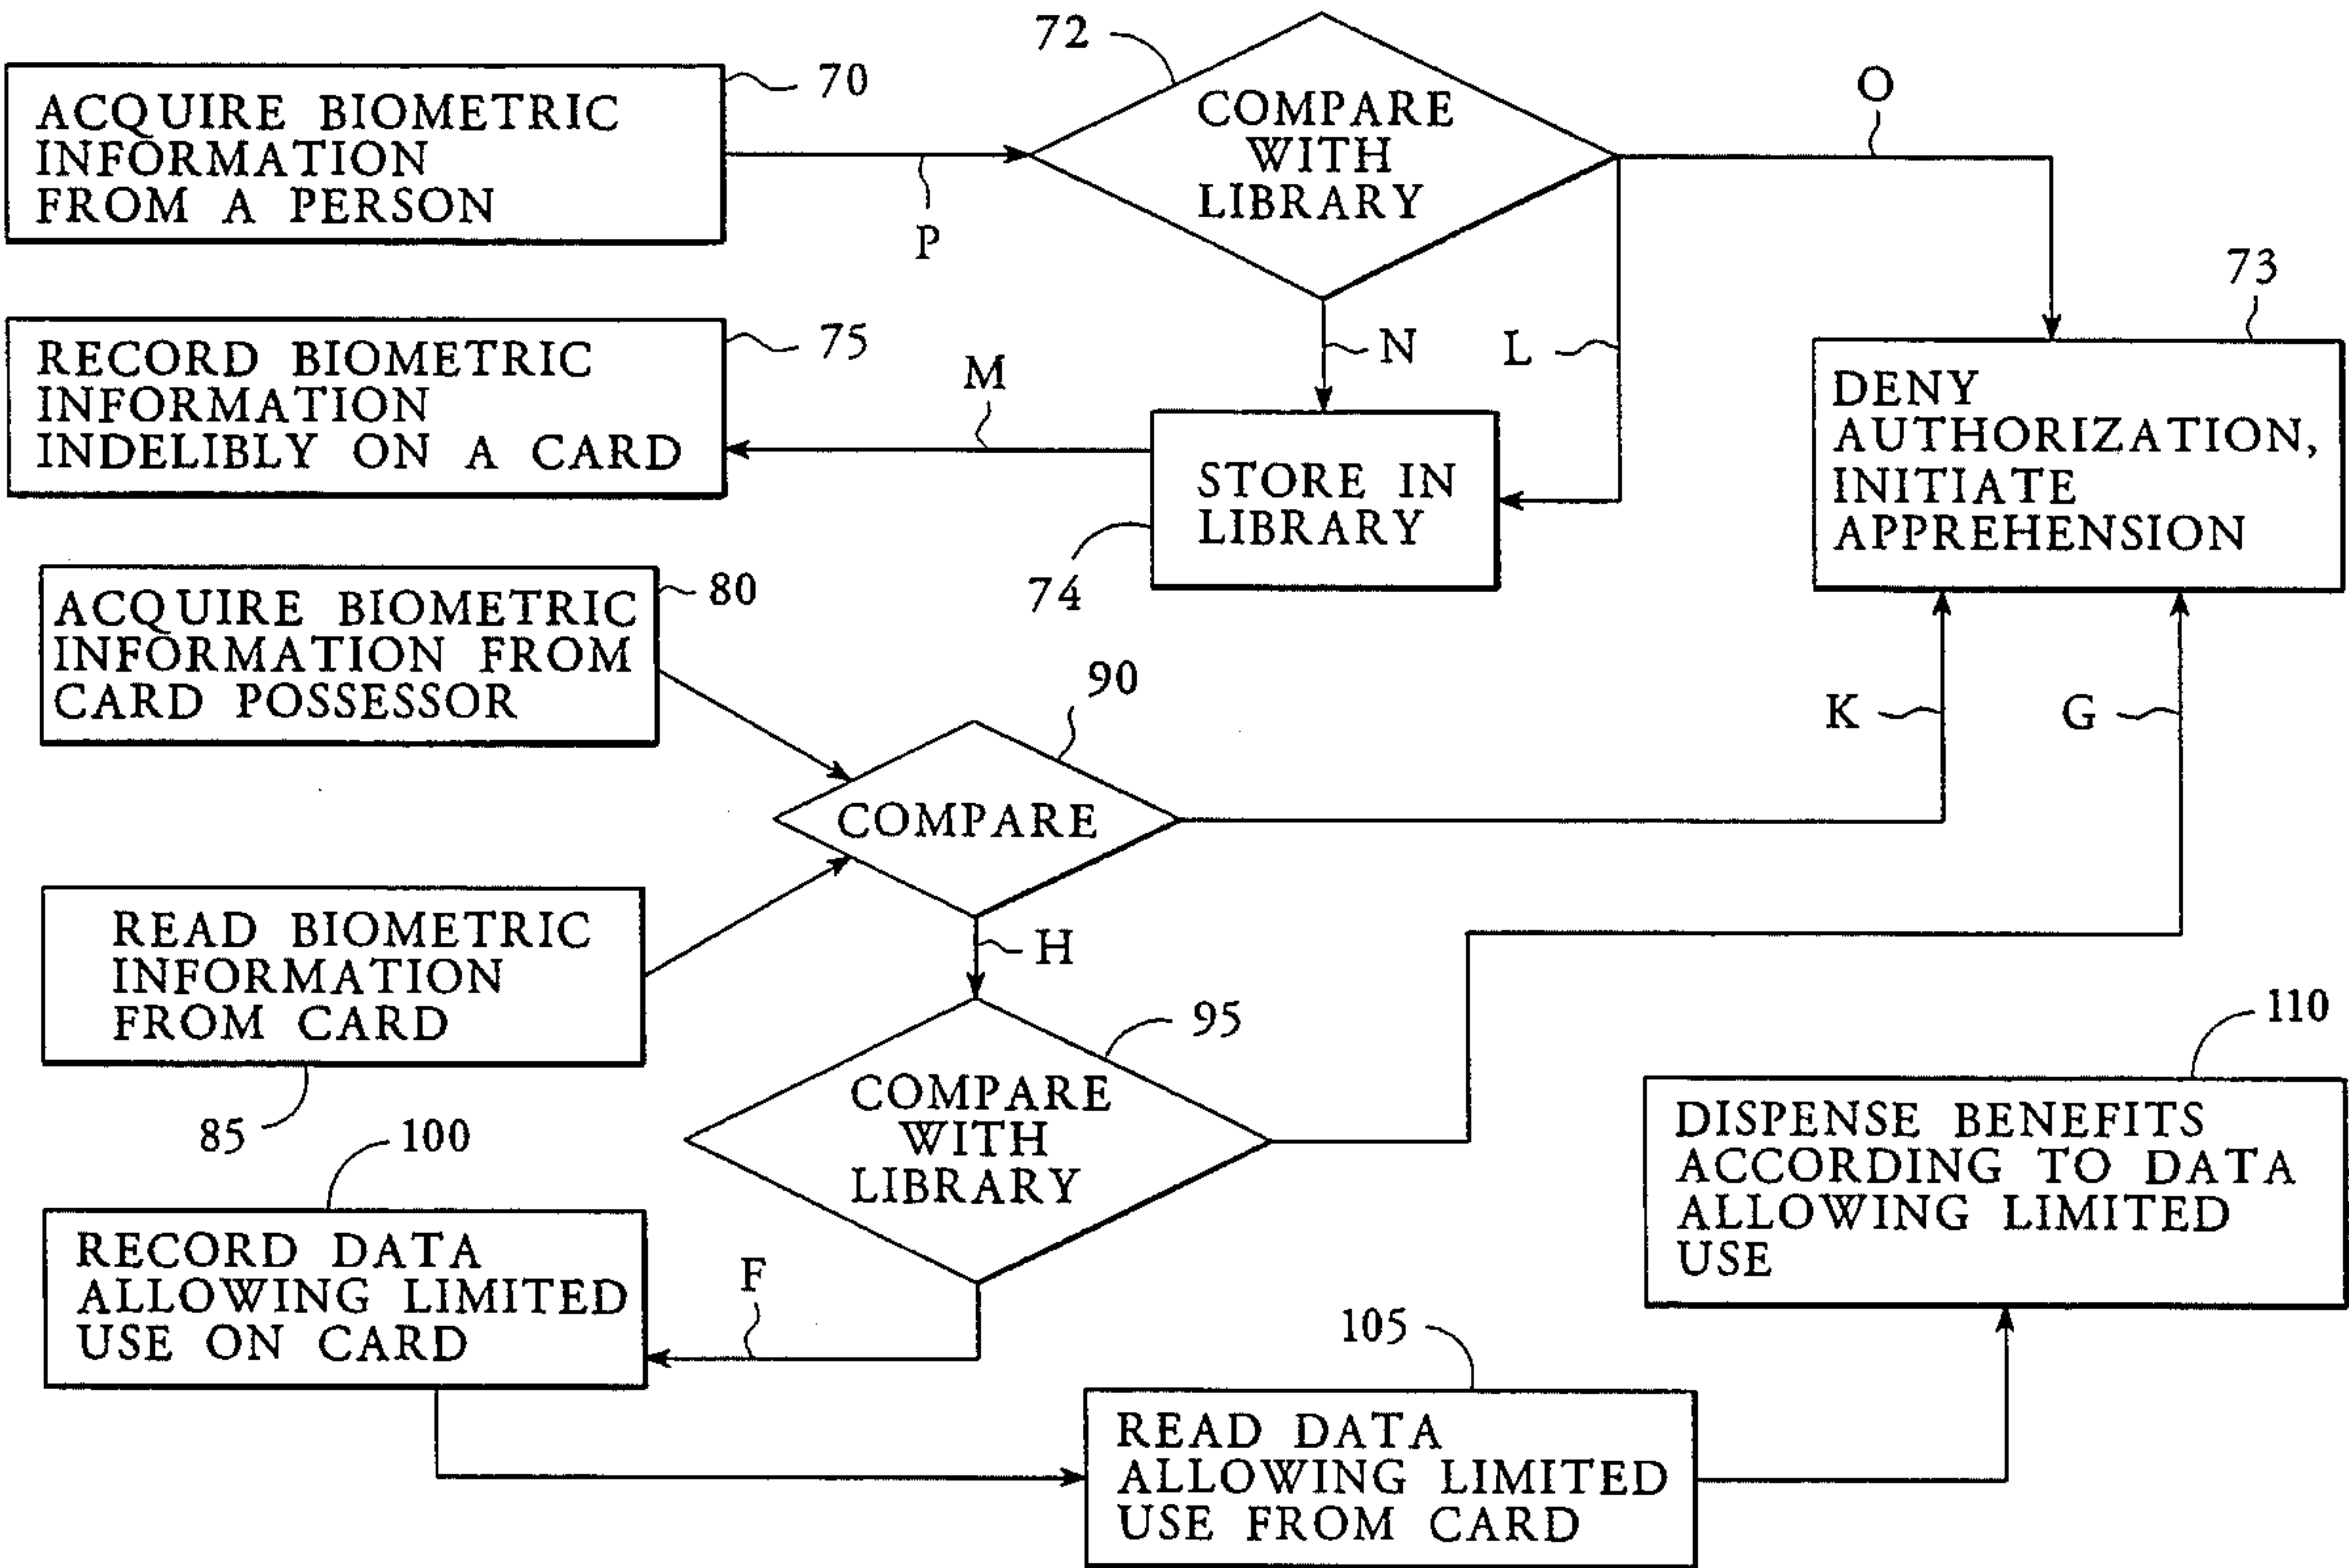 70
ACQUIRE BIOMETRIC
INFORMATION
FROM A PERSON
P
72
COMPARE
WITH
LIBRARY
O
73
DENY
AUTHORIZATION,
INITIATE
APPREHENSION
75
RECORD BIOMETRIC
INFORMATION
INDELIBLY ON A CARD
M
N
L
STORE IN
LIBRARY
74
80
ACQUIRE BIOMETRIC
INFORMATION FROM
CARD POSSESSOR
90
COMPARE
K
G
READ BIOMETRIC
INFORMATION
FROM CARD
85
H
95
COMPARE
WITH
LIBRARY
100
RECORD DATA
ALLOWING LIMITED
USE ON CARD
F
105
READ DATA
ALLOWING LIMITED
USE FROM CARD
110
DISPENSE BENEFITS
ACCORDING TO DATA
ALLOWING LIMITED
USE